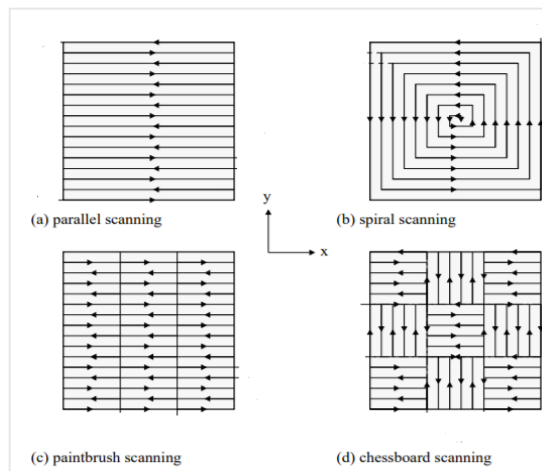 (a) parallel scanning
(b) spiral scanning
y
x
(c) paintbrush scanning
(d) chessboard scanning